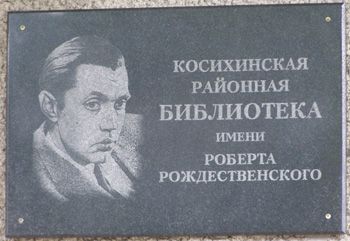 КОСИХИНСКАЯ
РАЙОННАЯ
БИБЛИОТЕКА
ИМЕНИ
РОБЕРТА
РОЖДЕСТВЕНСКОГО